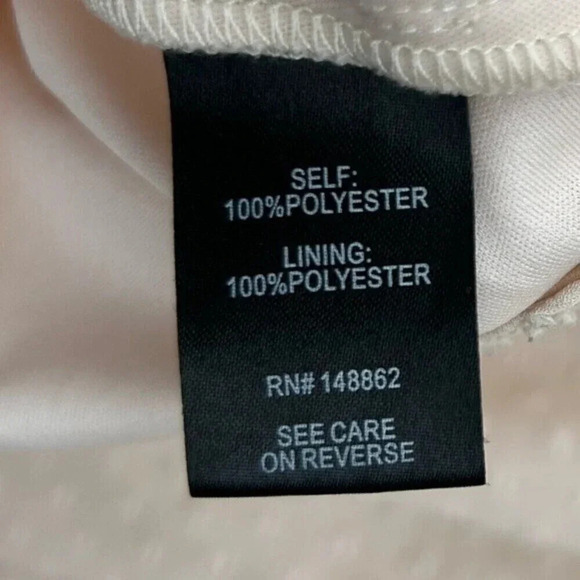 SELF:
100%POLYESTER
LINING:
100%POLYESTER
RN# 148862
SEE CARE
ON REVERSE